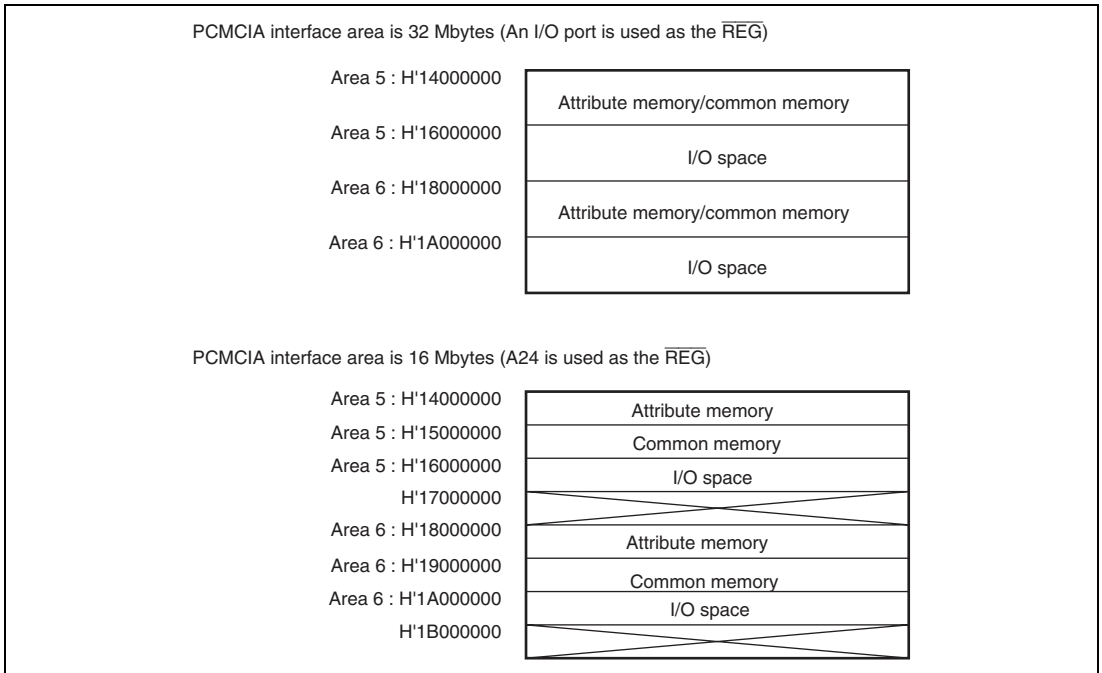 PCMCIA interface area is 32 Mbytes (An I/O port is used as the R̅E̅G̅)
Area 5 : H'14000000
Attribute memory/common memory
Area 5 : H'16000000
I/O space
Area 6 : H'18000000
Attribute memory/common memory
Area 6 : H'1A000000
I/O space
PCMCIA interface area is 16 Mbytes (A24 is used as the R̅E̅G̅)
Area 5 : H'14000000
Attribute memory
Area 5 : H'15000000
Common memory
Area 5 : H'16000000
I/O space
H'17000000
Area 6 : H'18000000
Attribute memory
Area 6 : H'19000000
Common memory
Area 6 : H'1A000000
I/O space
H'1B000000